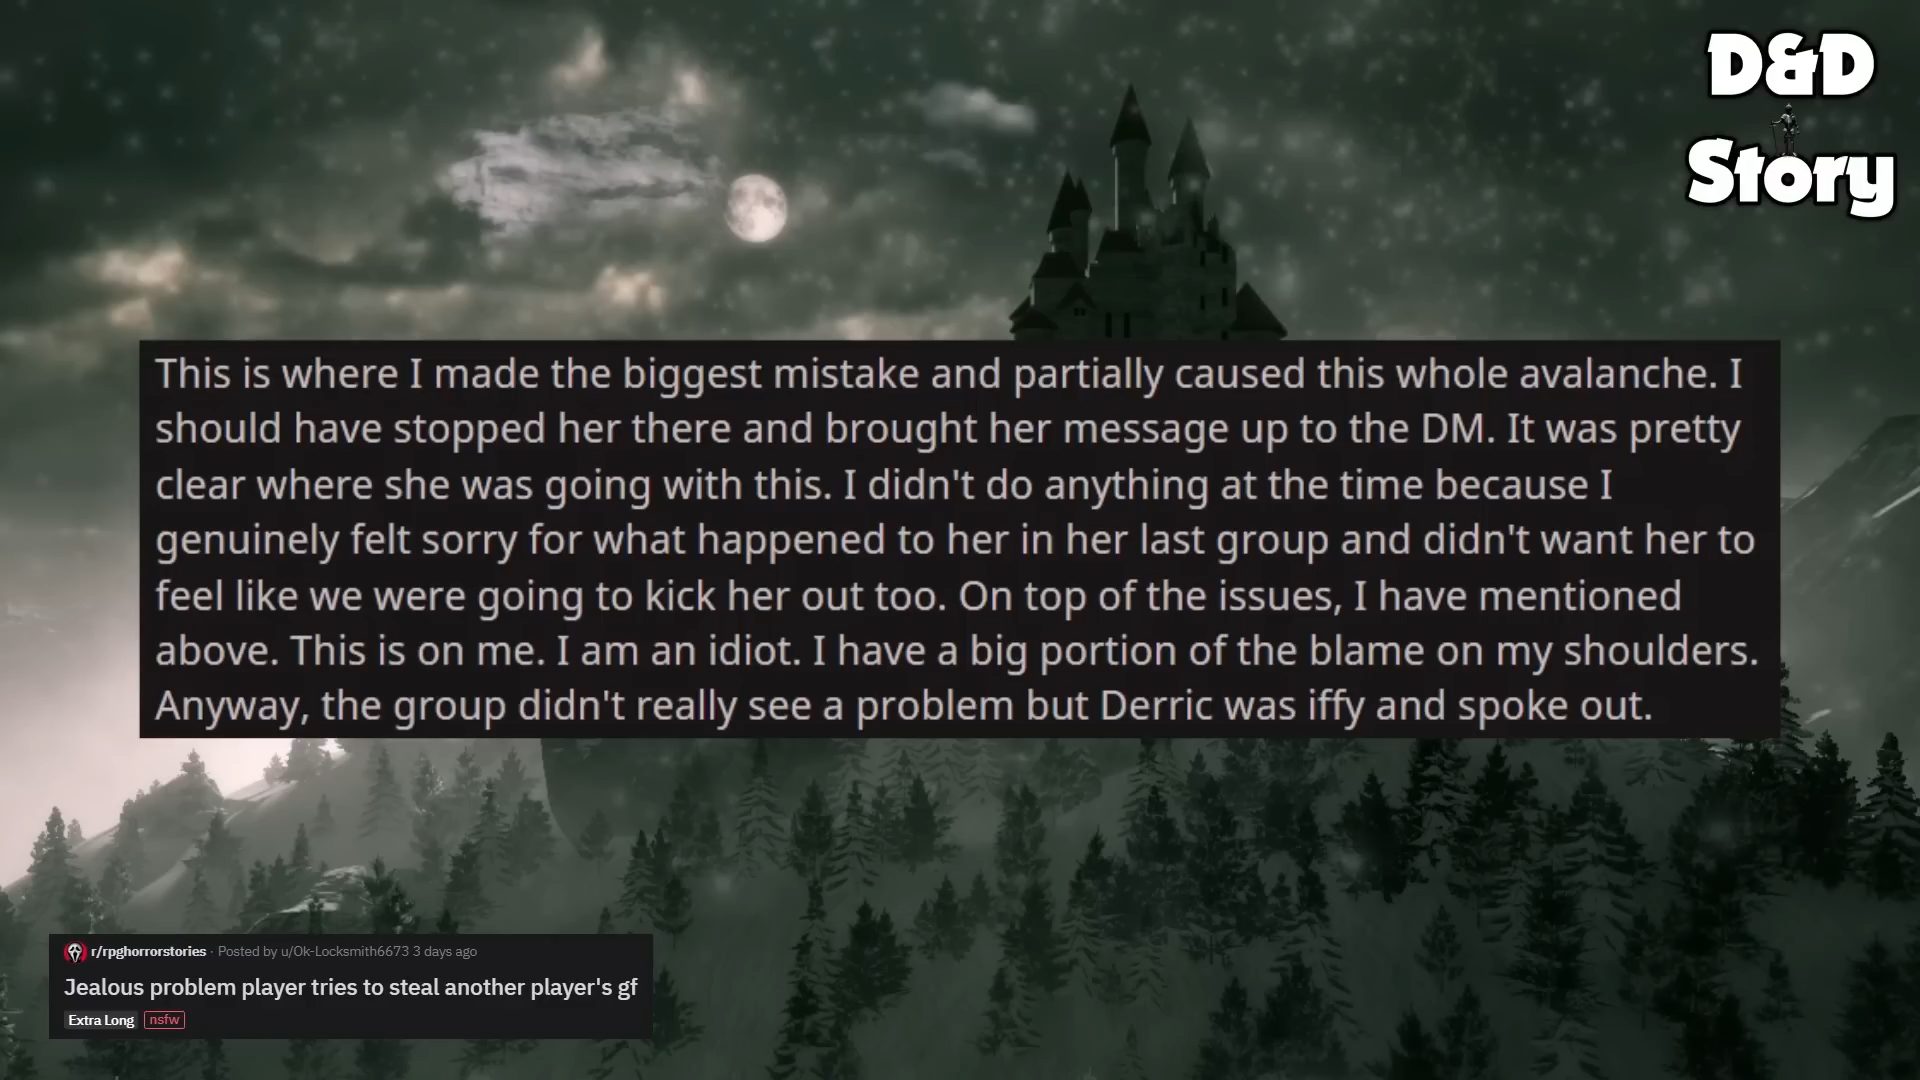 D&D
Story
This is where I made the biggest mistake and partially caused this whole avalanche. I
should have stopped her there and brought her message up to the DM. It was pretty
clear where she was going with this. I didn't do anything at the time because I
genuinely felt sorry for what happened to her in her last group and didn't want her to
feel like we were going to kick her out too. On top of the issues, I have mentioned
above. This is on me. I am an idiot. I have a big portion of the blame on my shoulders.
Anyway, the group didn't really see a problem but Derric was iffy and spoke out.
r/rpghorrorstories · Posted by u/Ok-Locksmith6673 3 days ago
Jealous problem player tries to steal another player's gf
Extra Long nsfw